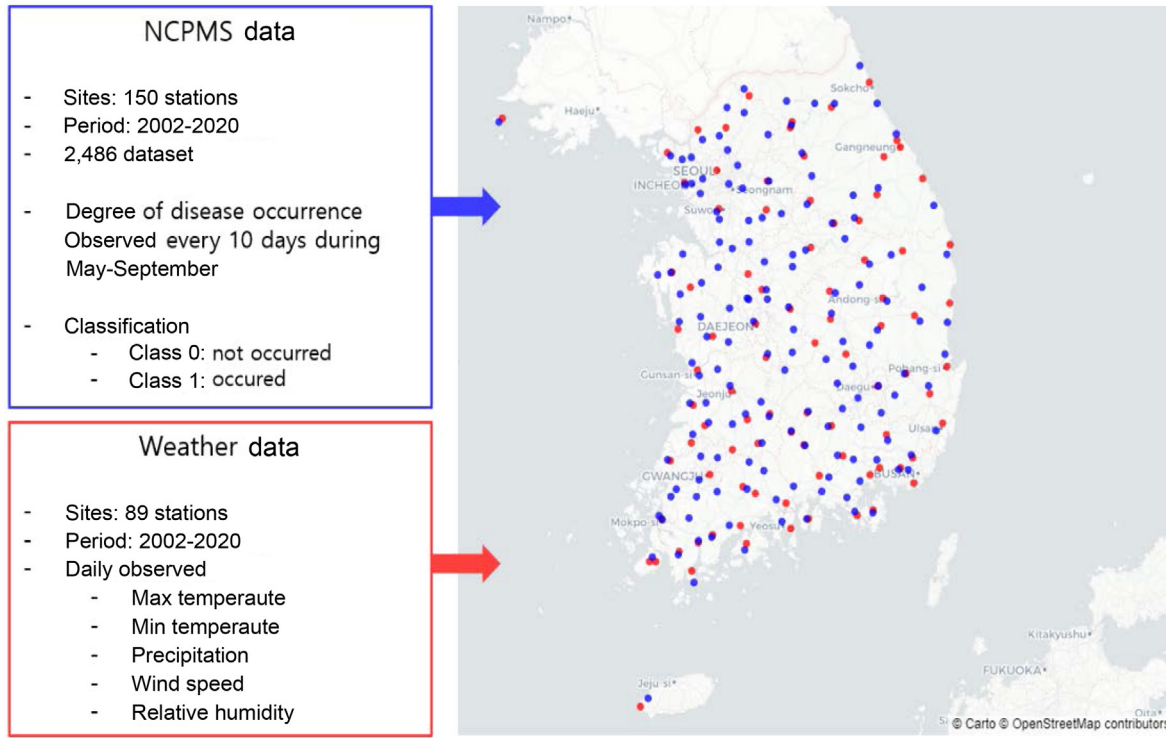 NCPMS data
- Sites: 150 stations
- Period: 2002-2020
- 2,486 dataset
- Degree of disease occurrence
Observed every 10 days during
May-September
- Classification
- Class 0: not occurred
- Class 1: occured
Weather data
- Sites: 89 stations
- Period: 2002-2020
- Daily observed
- Max temperaute
- Min temperaute
- Precipitation
- Wind speed
- Relative humidity
Nampo
Sokcho
Haeju
Gangneung
SEOUL
INCHEO
Seongnam
Suwo
Andong-si
DAEJEON
Pohang-si
Gunsan-si
Daegu
Jeonju
Ulsan
GWANGJU
BUSAN
Mokpo-si
Yeosu
Kitakyushu
FUKUOKA
Jeju-si
Sa
Oita
© Carto © OpenStreetMap contributors